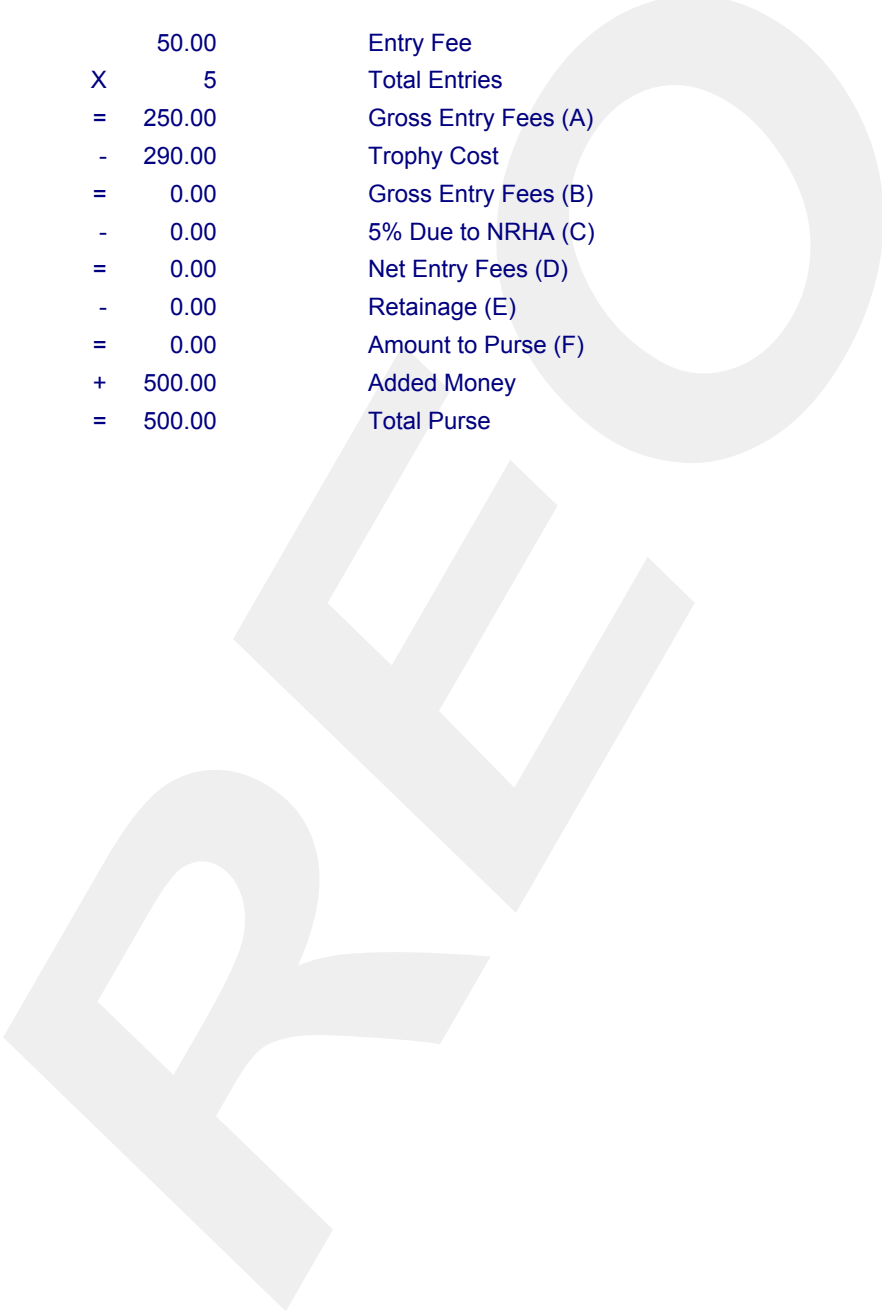 50.00 Entry Fee
X 5 Total Entries
= 250.00 Gross Entry Fees (A)
- 290.00 Trophy Cost
= 0.00 Gross Entry Fees (B)
- 0.00 5% Due to NRHA (C)
= 0.00 Net Entry Fees (D)
- 0.00 Retainage (E)
= 0.00 Amount to Purse (F)
+ 500.00 Added Money
= 500.00 Total Purse
REO